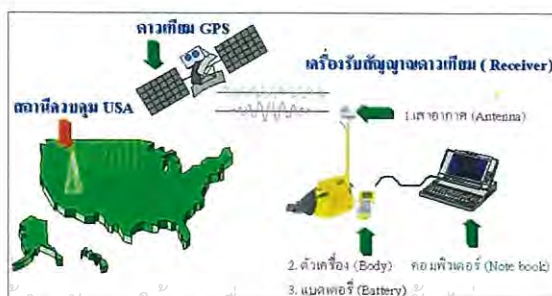 ดาวเทียม GPS
เครื่องรับสัญญาณดาวเทียม ( Receiver)
สถานีควบคุม USA
1.เสาอากาศ (Antenna)
2. ตัวเครื่อง (Body)
คอมพิวเตอร์ (Note book)
3. แบตเตอรี่ (Battery)